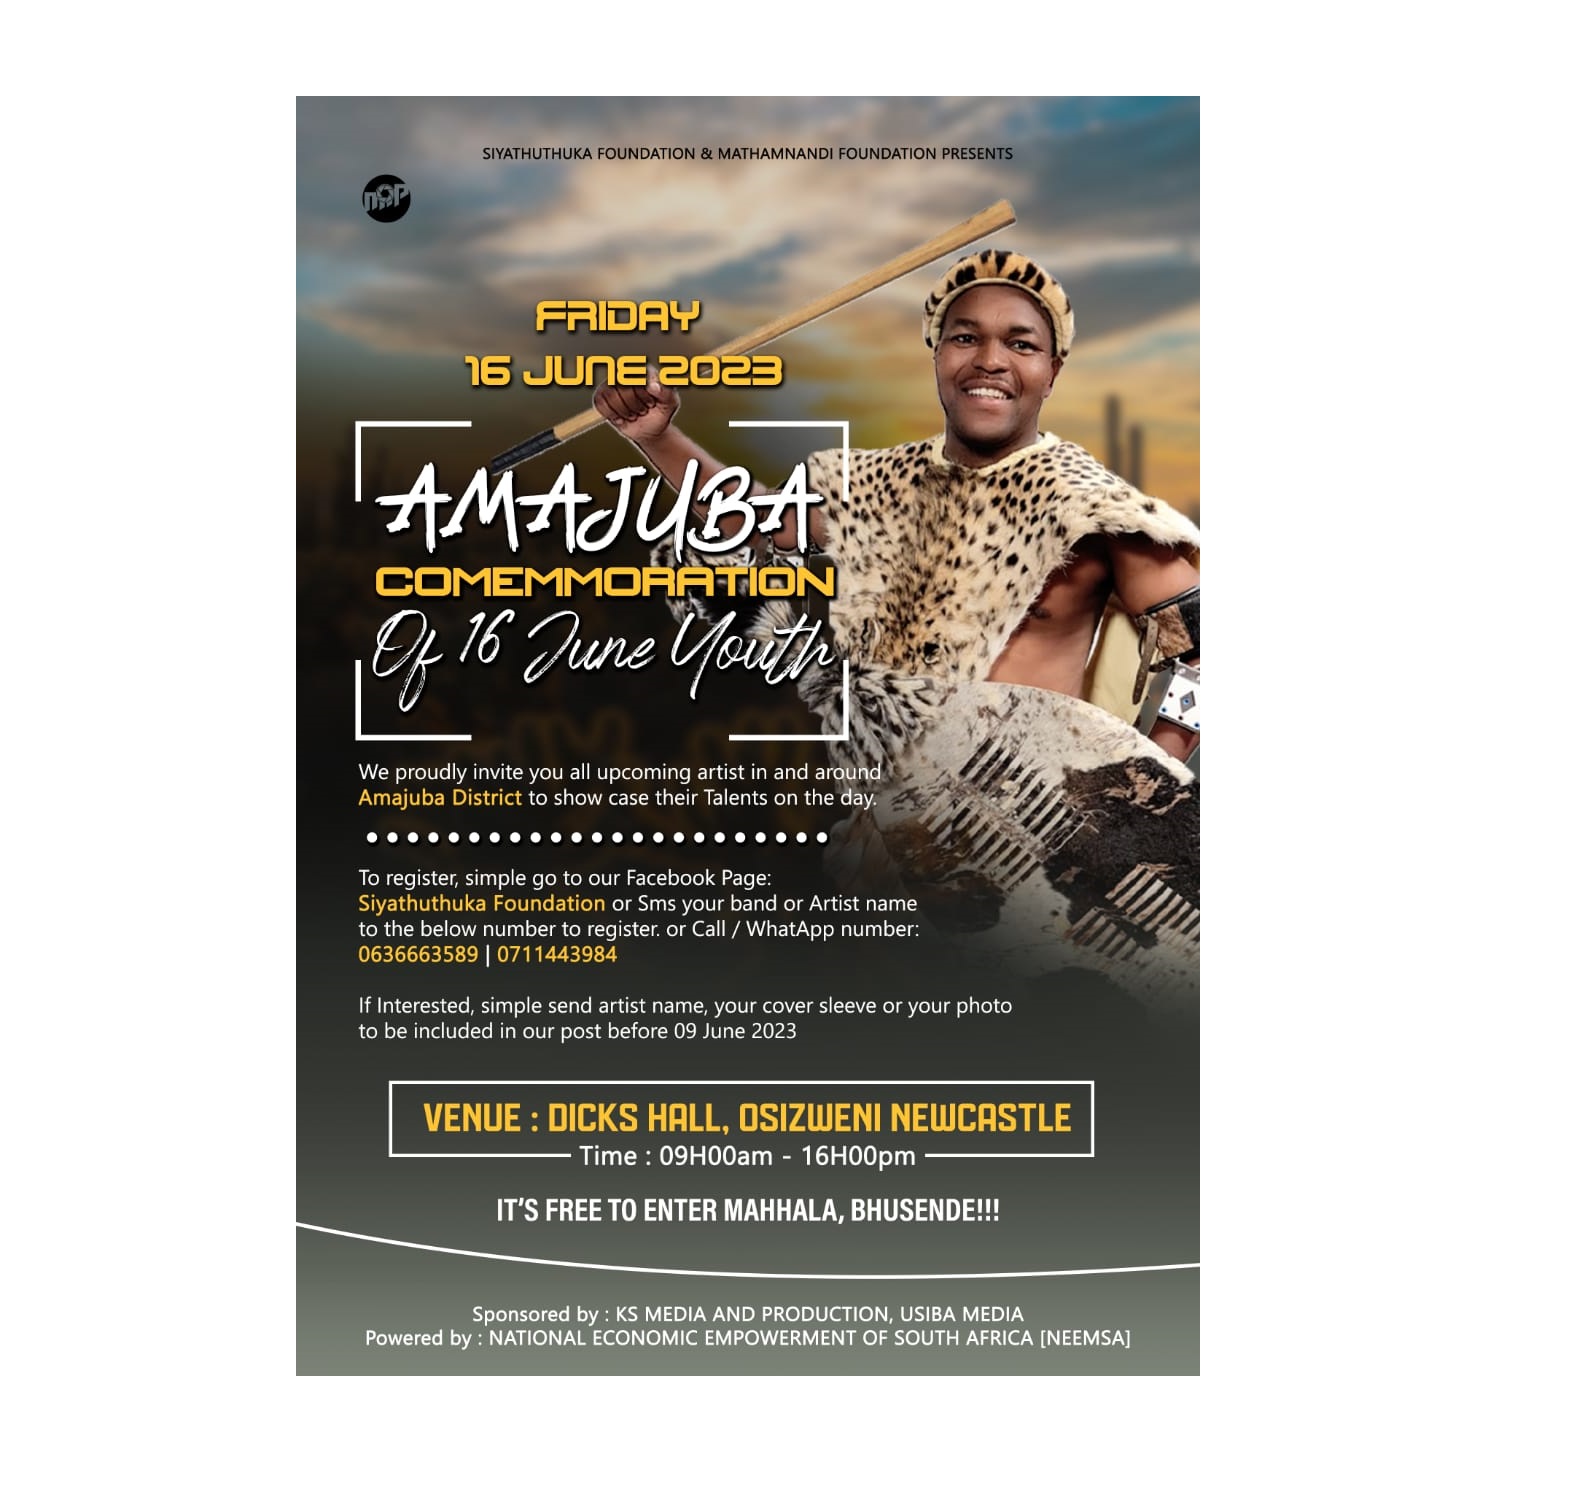 SIYATHUTHUKA FOUNDATION & MATHAMNANDI FOUNDATION PRESENTS
FRIDAY
16 JUNE 2023
AMAJUBA
COMEMMORATION
Of 16 June Youth
We proudly invite you all upcoming artist in and around
Amajuba District to show case their Talents on the day.
To register, simple go to our Facebook Page:
Siyathuthuka Foundation or Sms your band or Artist name
to the below number to register. or Call / WhatApp number:
0636663589 | 0711443984
If Interested, simple send artist name, your cover sleeve or your photo
to be included in our post before 09 June 2023
VENUE : DICKS HALL, OSIZWENI NEWCASTLE
Time : 09H00am - 16H00pm
IT'S FREE TO ENTER MAHHALA, BHUSENDE!!!
Sponsored by : KS MEDIA AND PRODUCTION, USIBA MEDIA
Powered by : NATIONAL ECONOMIC EMPOWERMENT OF SOUTH AFRICA [NEEMSA]